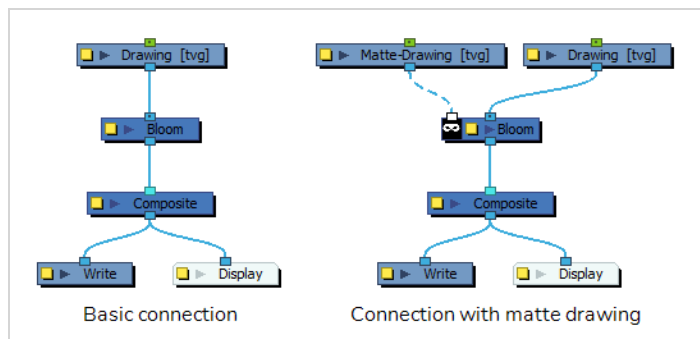 Drawing [tvg]
Matte-Drawing [tvg]
Drawing [tvg]
Bloom
Bloom
Composite
Composite
Write
Display
Write
Display
Basic connection
Connection with matte drawing